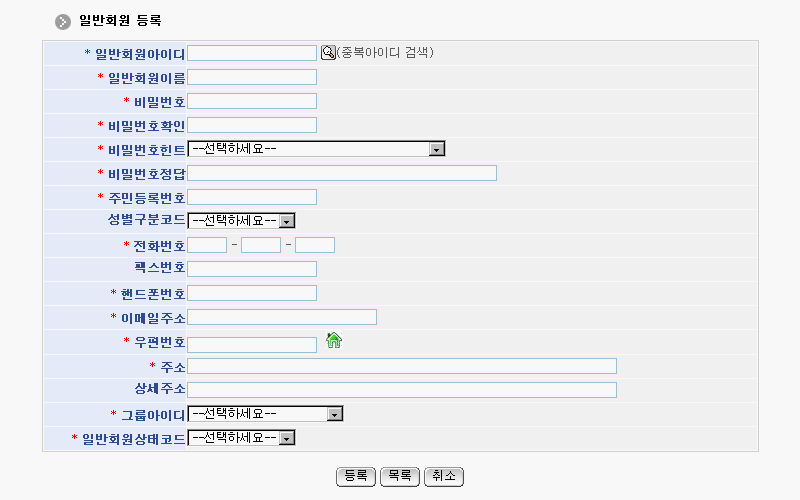 일반회원 등록
* 일반회원아이디 (중복아이디 검색)
* 일반회원이름
* 비밀번호
* 비밀번호확인
* 비밀번호힌트 --선택하세요--
* 비밀번호정답
* 주민등록번호
성별구분코드 --선택하세요--
* 전화번호 - -
팩스번호
* 핸드폰번호
* 이메일주소
* 우편번호
* 주소
상세주소
* 그룹아이디 --선택하세요--
* 일반회원상태코드 --선택하세요--
등록 목록 취소